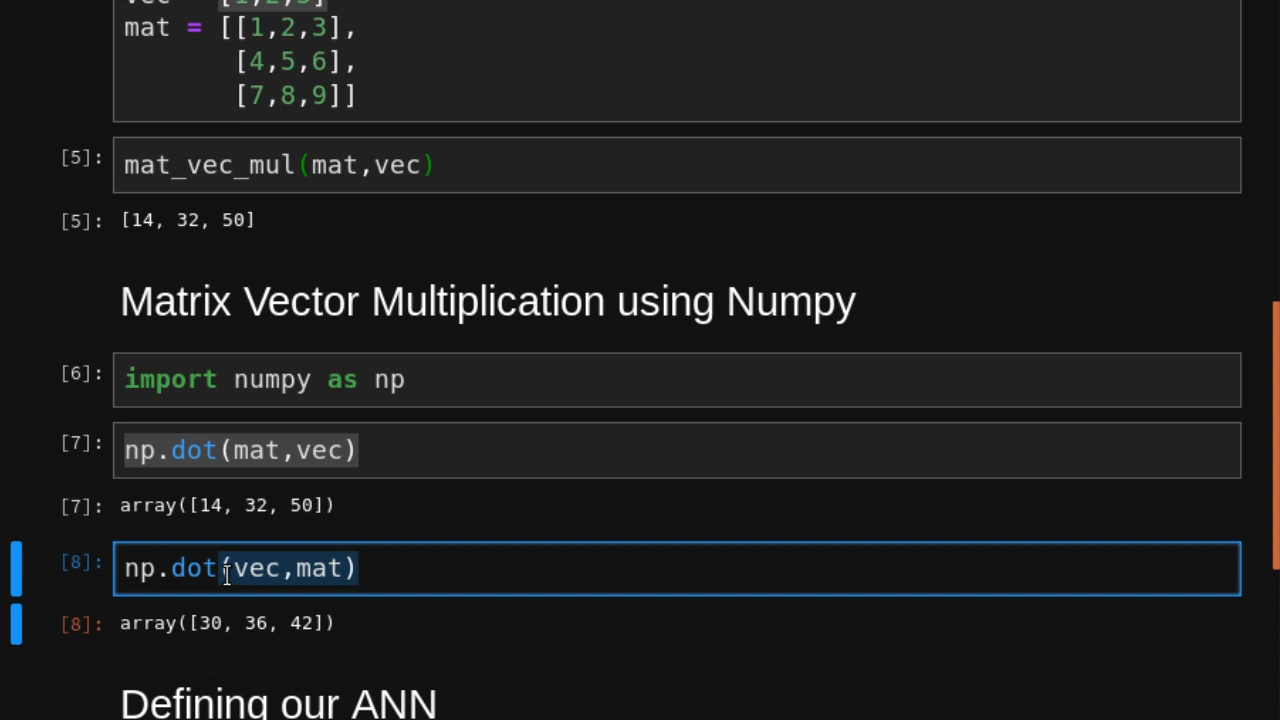 mat = [[1,2,3],
[4,5,6],
[7,8,9]]
[5]: mat_vec_mul(mat,vec)
[5]: [14, 32, 50]
Matrix Vector Multiplication using Numpy
[6]: import numpy as np
[7]: np.dot(mat,vec)
[7]: array([14, 32, 50])
[8]: np.dot(vec,mat)
[8]: array([30, 36, 42])
Defining our ANN